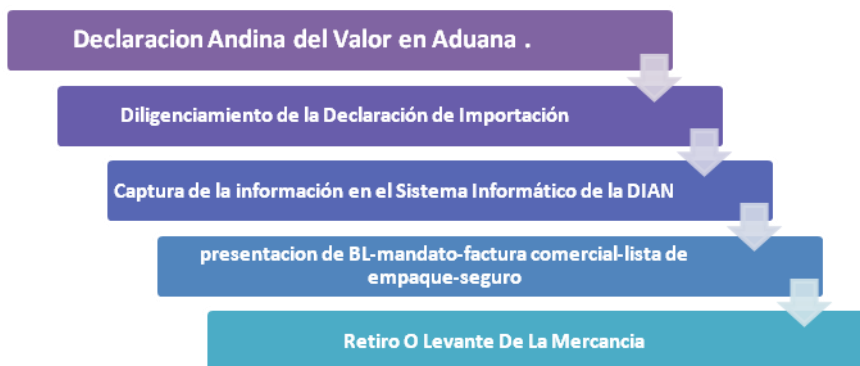 Declaracion Andina del Valor en Aduana .
Diligenciamiento de la Declaración de Importación
Captura de la información en el Sistema Informático de la DIAN
presentacion de BL-mandato-factura comercial-lista de
empaque-seguro
Retiro O Levante De La Mercancia